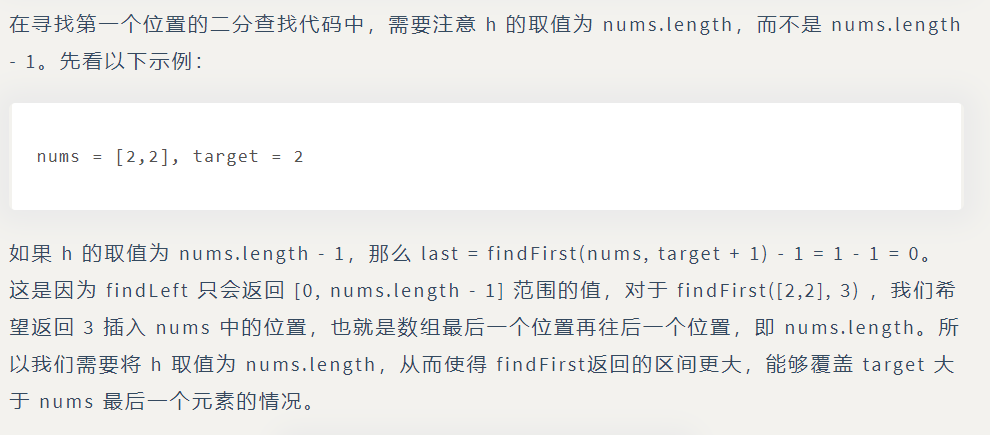 在寻找第一个位置的二分查找代码中，需要注意 h 的取值为 nums.length，而不是 nums.length
- 1。先看以下示例：
nums = [2,2], target = 2
如果 h 的取值为 nums.length - 1，那么 last = findFirst(nums, target + 1) - 1 = 1 - 1 = 0。
这是因为 findLeft 只会返回 [0, nums.length - 1] 范围的值，对于 findFirst([2,2], 3) ，我们希
望返回 3 插入 nums 中的位置，也就是数组最后一个位置再往后一个位置，即 nums.length。所
以我们需要将 h 取值为 nums.length，从而使得 findFirst返回的区间更大，能够覆盖 target 大
于 nums 最后一个元素的情况。